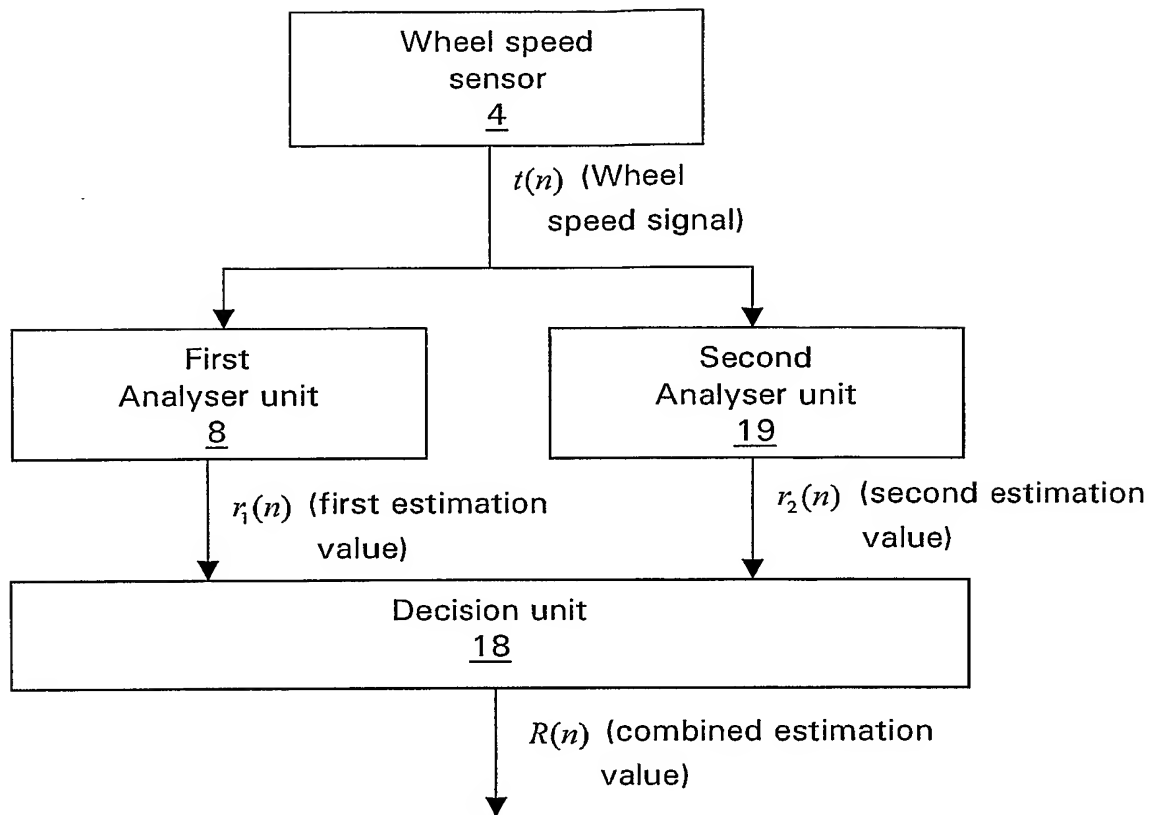 Wheel speed
sensor
4
t(n) (Wheel
speed signal)
First
Analyser unit
8
Second
Analyser unit
19
r₁(n) (first estimation
value)
r₂(n) (second estimation
value)
Decision unit
18
R(n) (combined estimation
value)